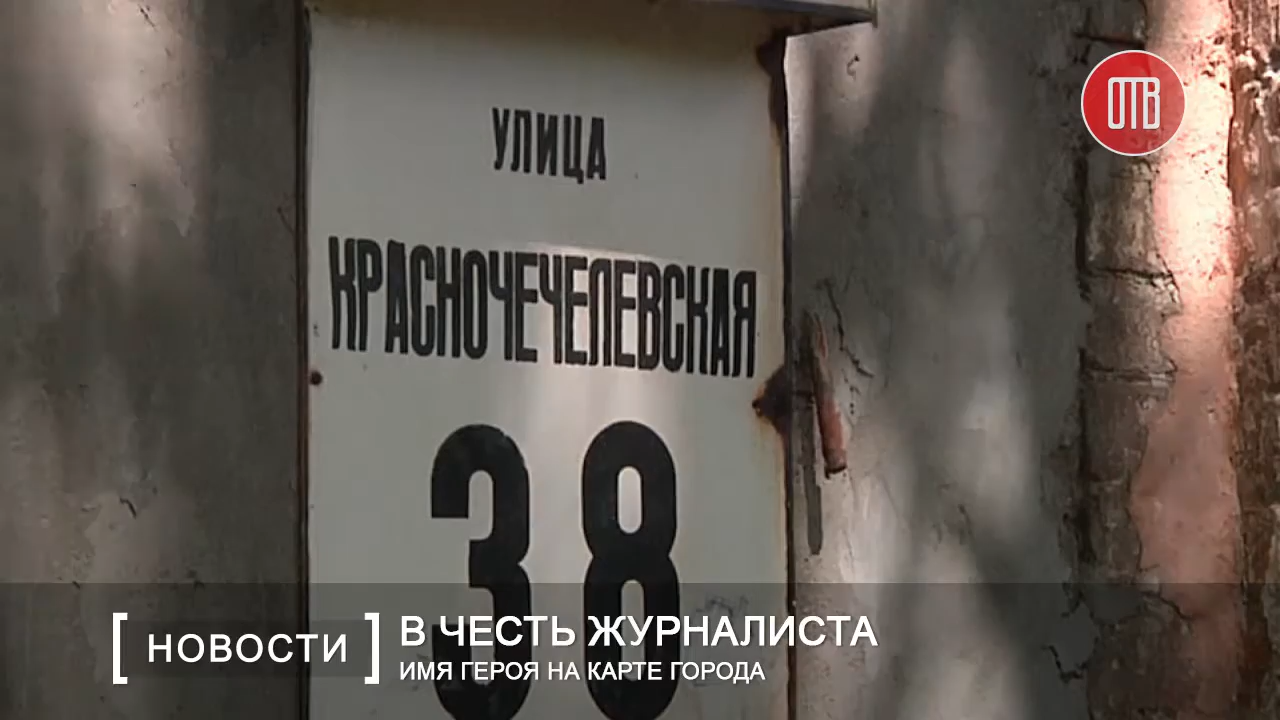 ОТВ
УЛИЦА
КРАСНОЧЕЧЕЛЕВСКАЯ
38
[НОВОСТИ]
В ЧЕСТЬ ЖУРНАЛИСТА
ИМЯ ГЕРОЯ НА КАРТЕ ГОРОДА